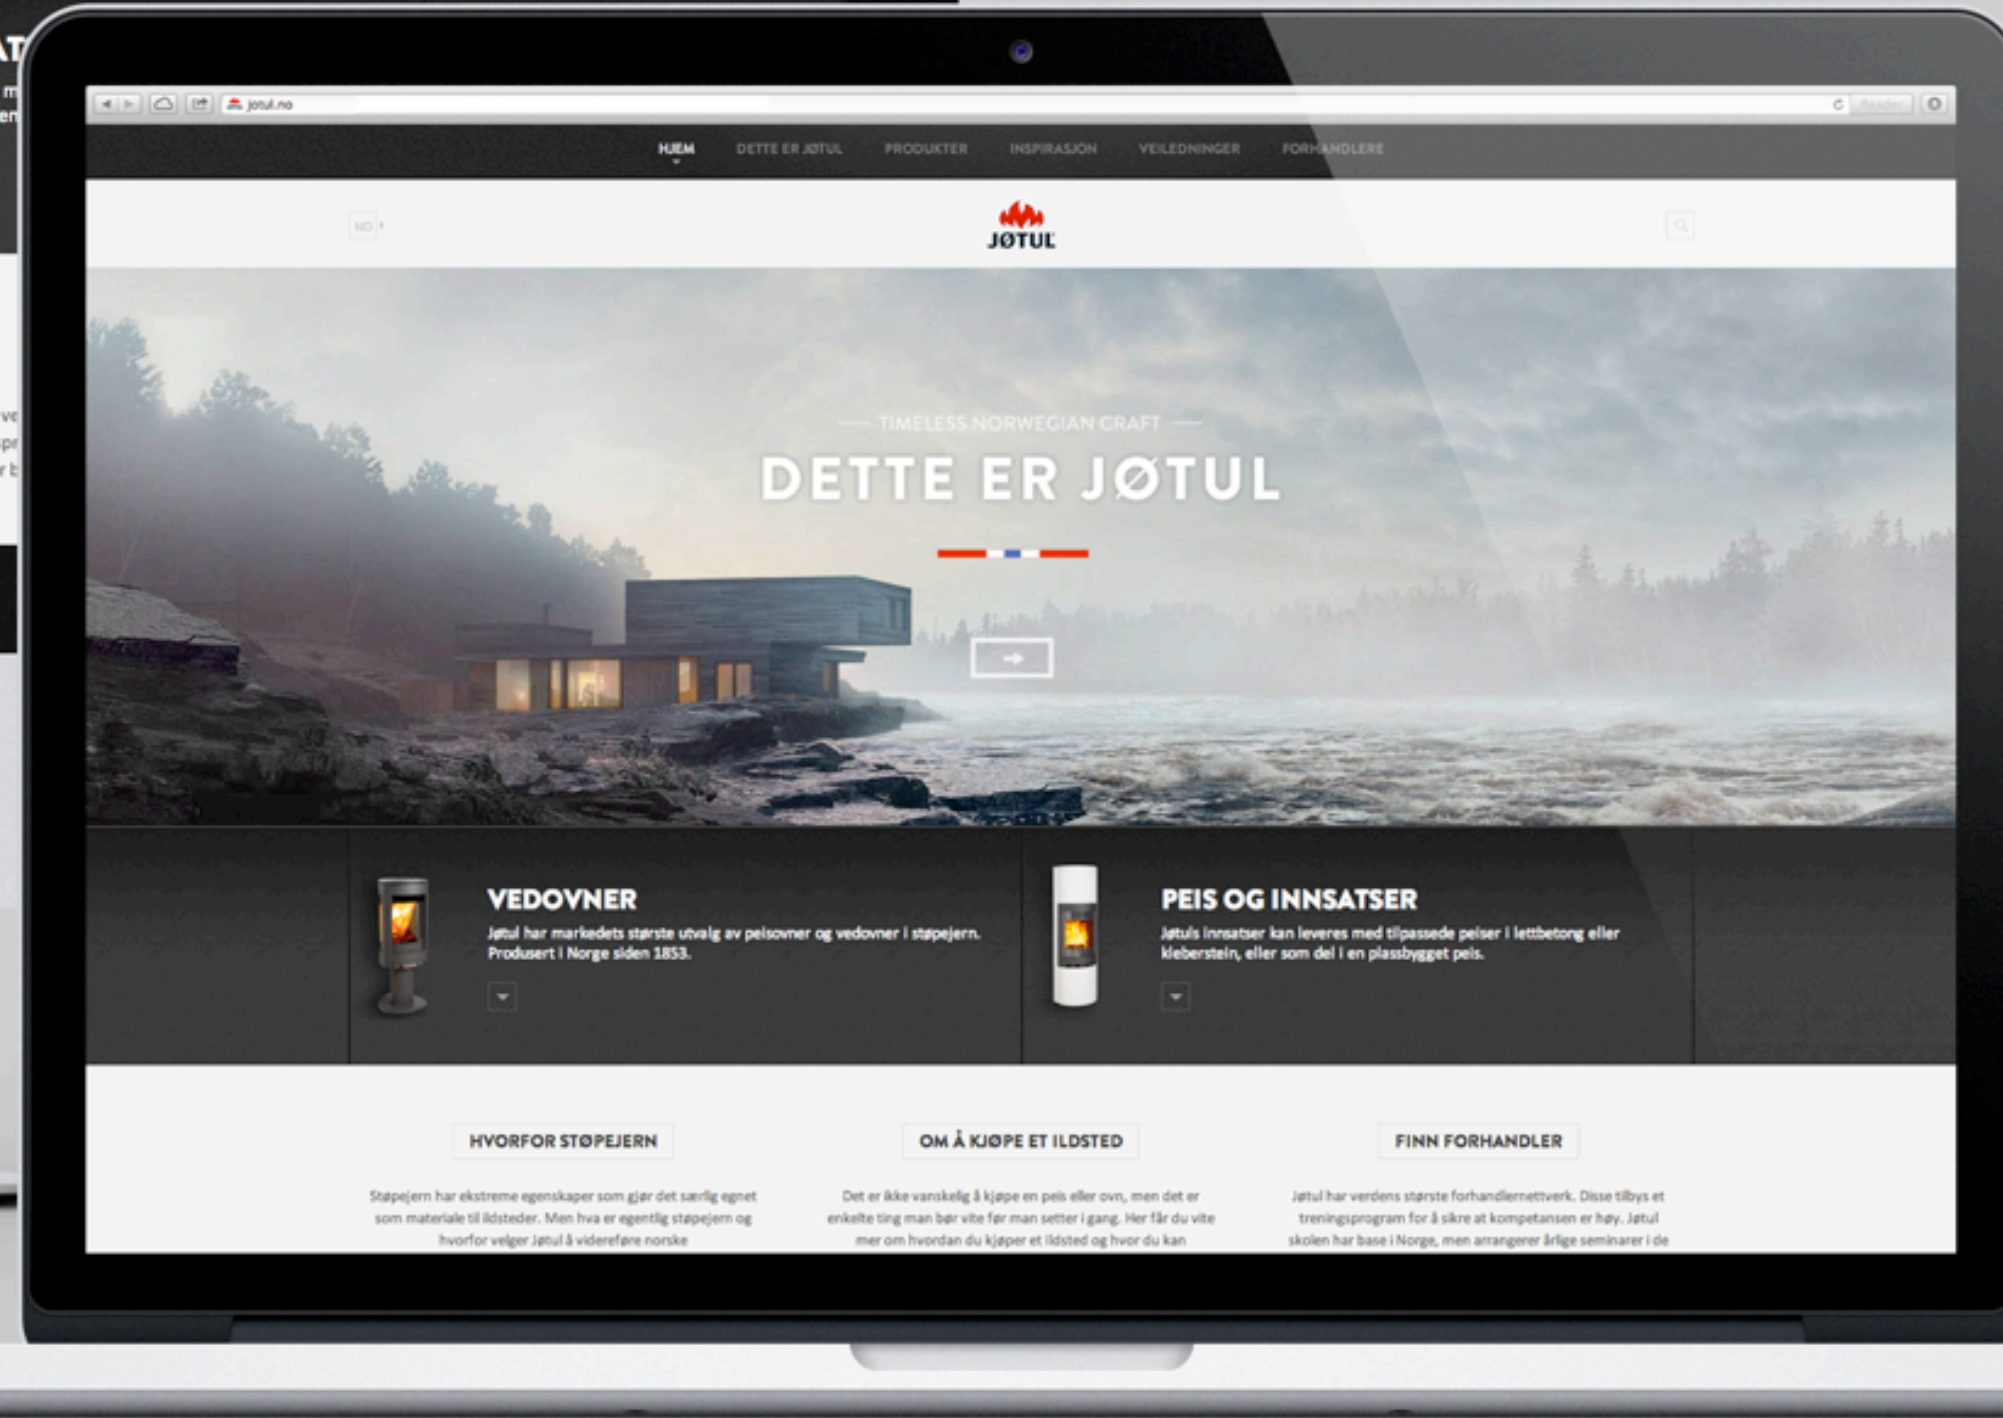 jotul.no
Reader
HJEM
DETTE ER JØTUL
PRODUKTER
INSPIRASJON
VEILEDNINGER
FORHANDLERE
NO
JØTUL
TIMELESS NORWEGIAN CRAFT
DETTE ER JØTUL
VEDOVNER
Jøtul har markedets største utvalg av peisovner og vedovner i støpejern.
Produsert i Norge siden 1853.
PEIS OG INNSATSER
Jøtuls innsatser kan leveres med tilpassede peiser i lettbetong eller
kleberstein, eller som del i en plassbygget peis.
HVORFOR STØPEJERN
Støpejern har ekstreme egenskaper som gjør det særlig egnet
som materiale til ildsteder. Men hva er egentlig støpejern og
hvorfor velger Jøtul å videreføre norske
OM Å KJØPE ET ILDSTED
Det er ikke vanskelig å kjøpe en peis eller ovn, men det er
enkelte ting man bør vite før man setter i gang. Her får du vite
mer om hvordan du kjøper et ildsted og hvor du kan
FINN FORHANDLER
Jøtul har verdens største forhandlernettverk. Disse tilbys et
treningsprogram for å sikre at kompetansen er høy. Jøtul
skolen har base i Norge, men arrangerer årlige seminarer i de